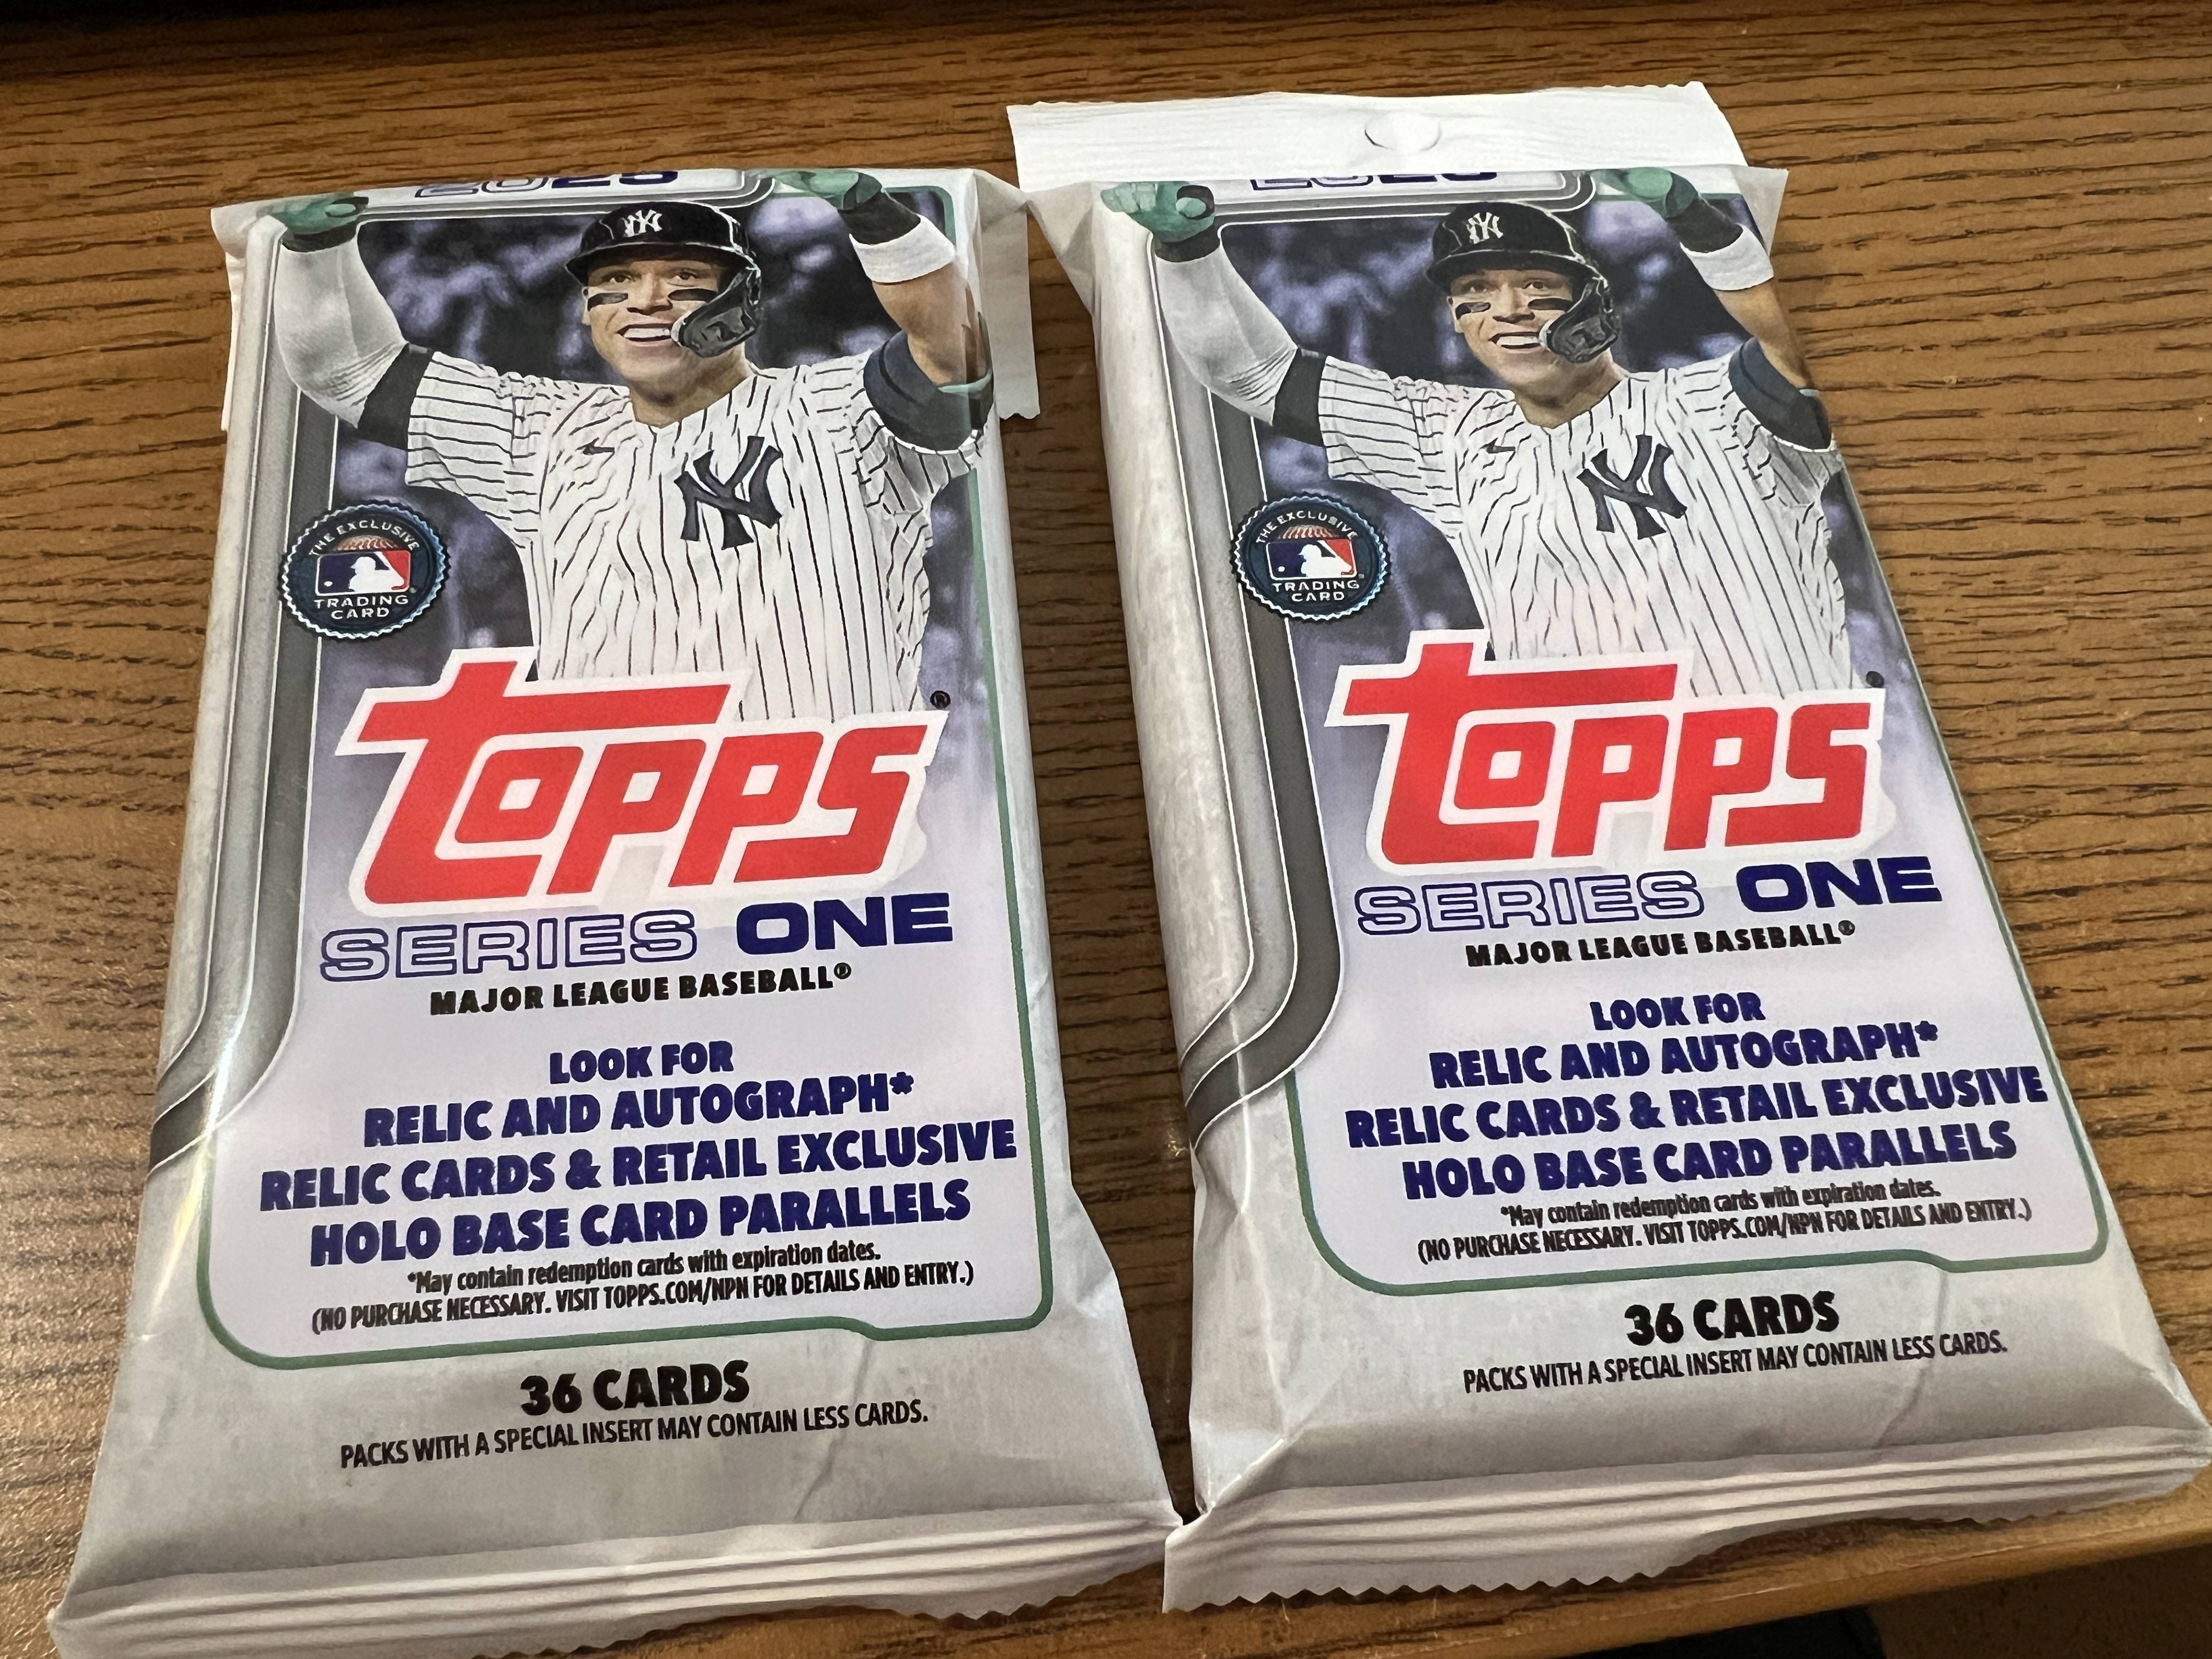 2025
NY
NY
THE EXCLUSIVE
TRADING
CARD
topps®
SERIES ONE
MAJOR LEAGUE BASEBALL®
LOOK FOR
RELIC AND AUTOGRAPH*
RELIC CARDS & RETAIL EXCLUSIVE
HOLO BASE CARD PARALLELS
*May contain redemption cards with expiration dates.
(NO PURCHASE NECESSARY. VISIT TOPPS.COM/NPN FOR DETAILS AND ENTRY.)
36 CARDS
PACKS WITH A SPECIAL INSERT MAY CONTAIN LESS CARDS.
2025
NY
NY
THE EXCLUSIVE
TRADING
CARD
topps®
SERIES ONE
MAJOR LEAGUE BASEBALL®
LOOK FOR
RELIC AND AUTOGRAPH*
RELIC CARDS & RETAIL EXCLUSIVE
HOLO BASE CARD PARALLELS
*May contain redemption cards with expiration dates.
(NO PURCHASE NECESSARY. VISIT TOPPS.COM/NPN FOR DETAILS AND ENTRY.)
36 CARDS
PACKS WITH A SPECIAL INSERT MAY CONTAIN LESS CARDS.